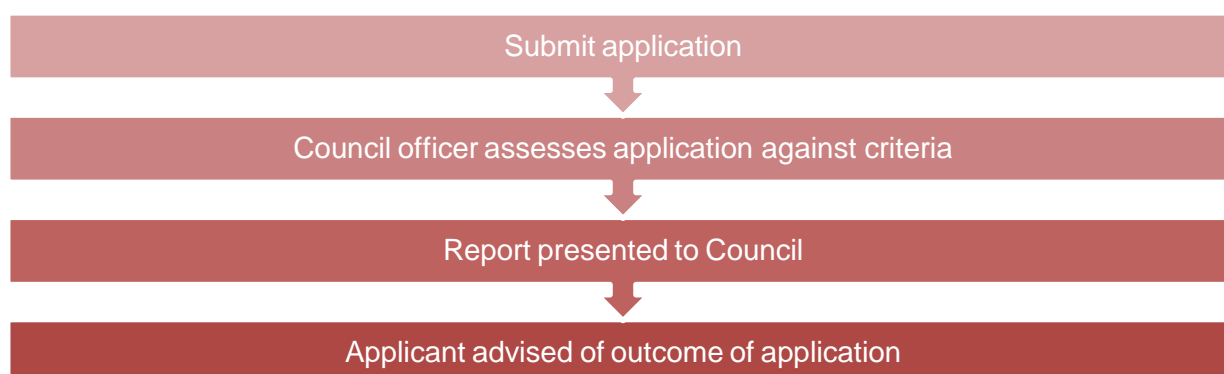 Submit application
Council officer assesses application against criteria
Report presented to Council
Applicant advised of outcome of application